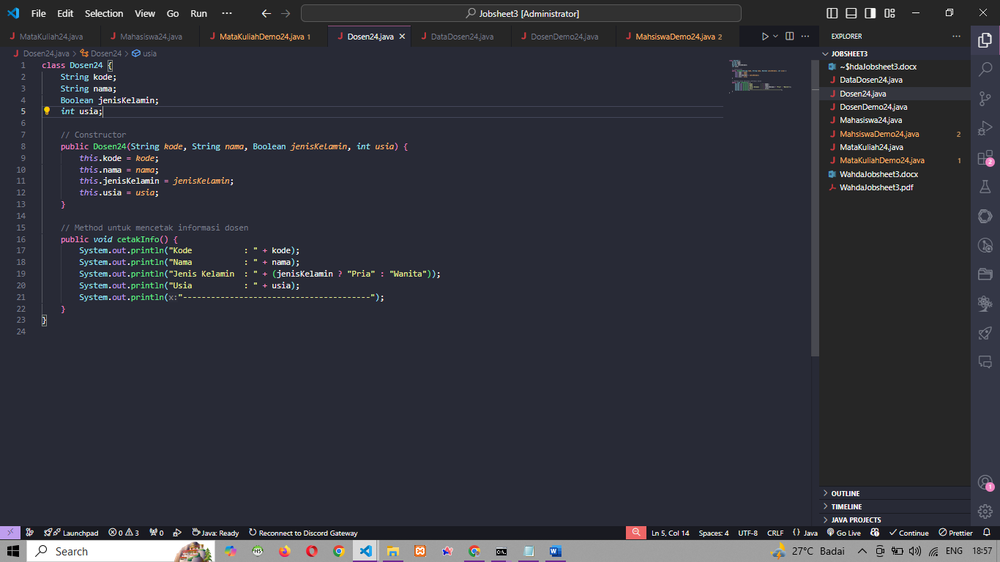 File Edit Selection View Go Run ··· Jobsheet3 [Administrator]
MataKuliah24.java Mahasiswa24.java MataKuliahDemo24.java 1 Dosen24.java DataDosen24.java DosenDemo24.java MahsiswaDemo24.java 2
Dosen24.java > Dosen24 > usia
1 class Dosen24 {
2 String kode;
3 String nama;
4 Boolean jenisKelamin;
5 int usia;
6
7 // Constructor
8 public Dosen24(String kode, String nama, Boolean jenisKelamin, int usia) {
9 this.kode = kode;
10 this.nama = nama;
11 this.jenisKelamin = jenisKelamin;
12 this.usia = usia;
13 }
14
15 // Method untuk mencetak informasi dosen
16 public void cetakInfo() {
17 System.out.println("Kode           : " + kode);
18 System.out.println("Nama           : " + nama);
19 System.out.println("Jenis Kelamin  : " + (jenisKelamin ? "Pria" : "Wanita"));
20 System.out.println("Usia           : " + usia);
21 System.out.println(x:"----------------------------------------");
22 }
23 }
24
EXPLORER ···
JOBSHEET3
~$hdaJobsheet3.docx
DataDosen24.java
Dosen24.java
DosenDemo24.java
Mahasiswa24.java
MahsiswaDemo24.java 2
MataKuliah24.java
MataKuliahDemo24.java 1
WahdaJobsheet3.docx
WahdaJobsheet3.pdf
2
1
OUTLINE
TIMELINE
JAVA PROJECTS
Launchpad 0 3 0 Java: Ready Reconnect to Discord Gateway Ln 5, Col 14 Spaces: 4 UTF-8 CRLF {} Java Go Live Continue Prettier
Search 27°C Badai ENG 18:57